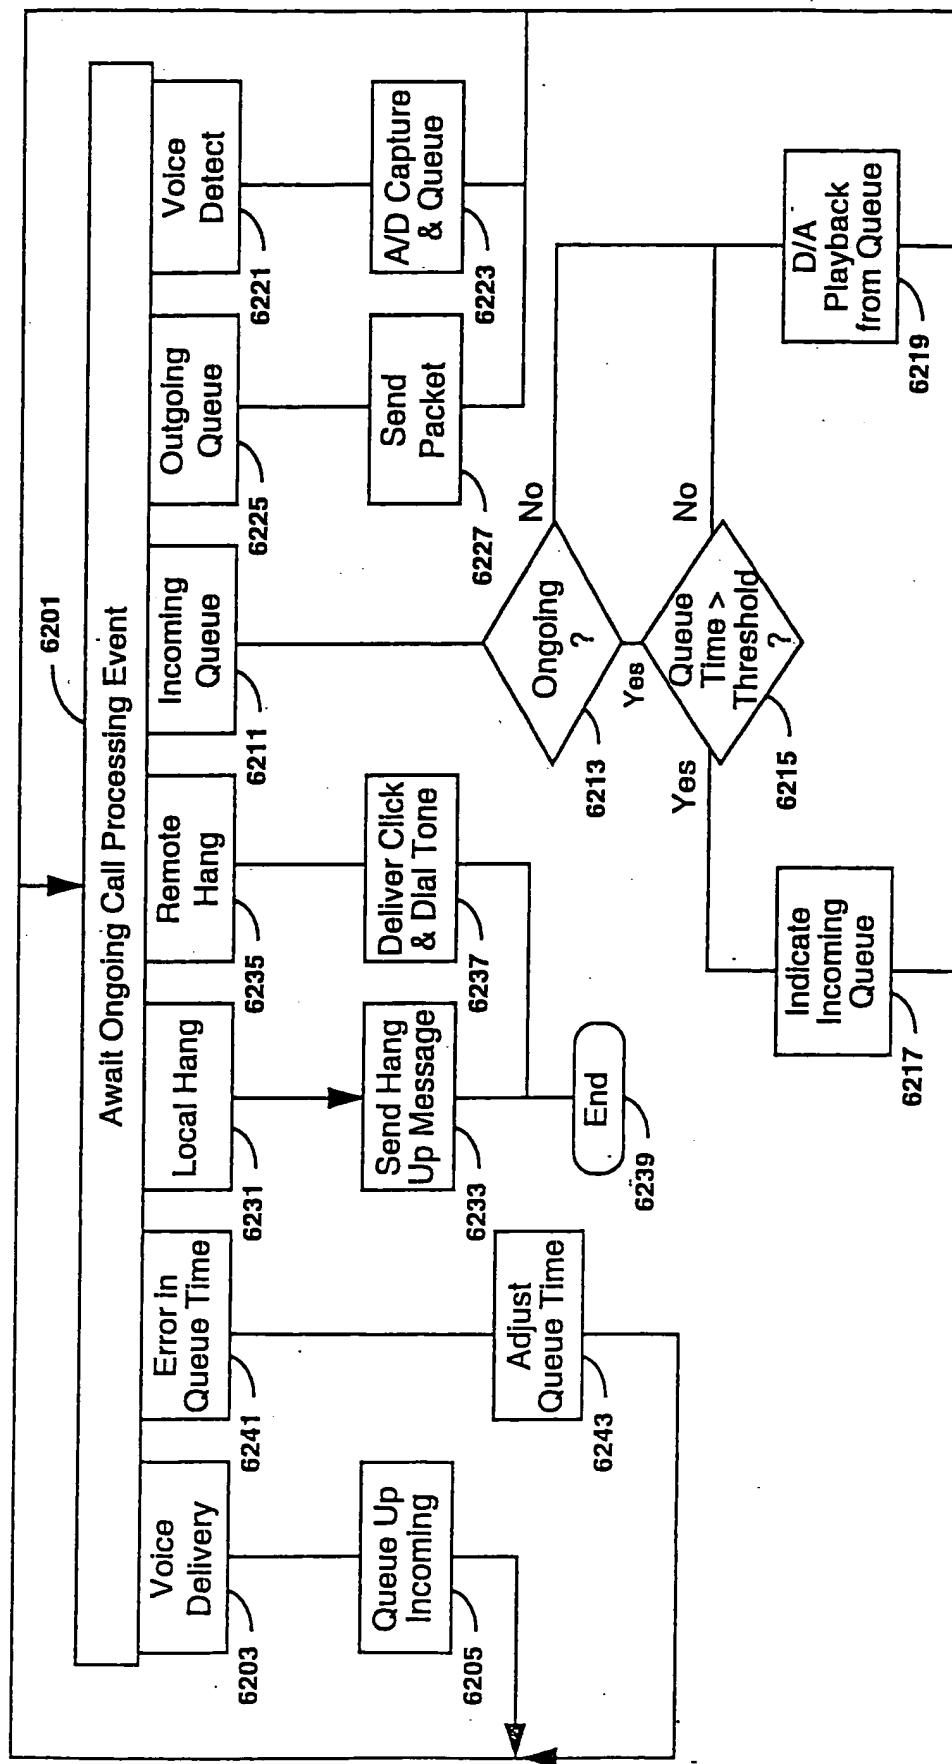 6201
Await Ongoing Call Processing Event
Voice
Delivery
6203
Error in
Queue Time
6241
Local Hang
6231
Remote
Hang
6235
Incoming
Queue
6211
Outgoing
Queue
6225
Voice
Detect
6221
Queue Up
Incoming
6205
Send Hang
Up Message
6233
Deliver Click
& Dial Tone
6237
Send
Packet
6227
A/D Capture
& Queue
6223
Adjust
Queue Time
6243
End
6239
Ongoing
?
6213
No
Yes
Queue
Time >
Threshold
?
6215
Yes
No
Indicate
Incoming
Queue
6217
D/A
Playback
from Queue
6219